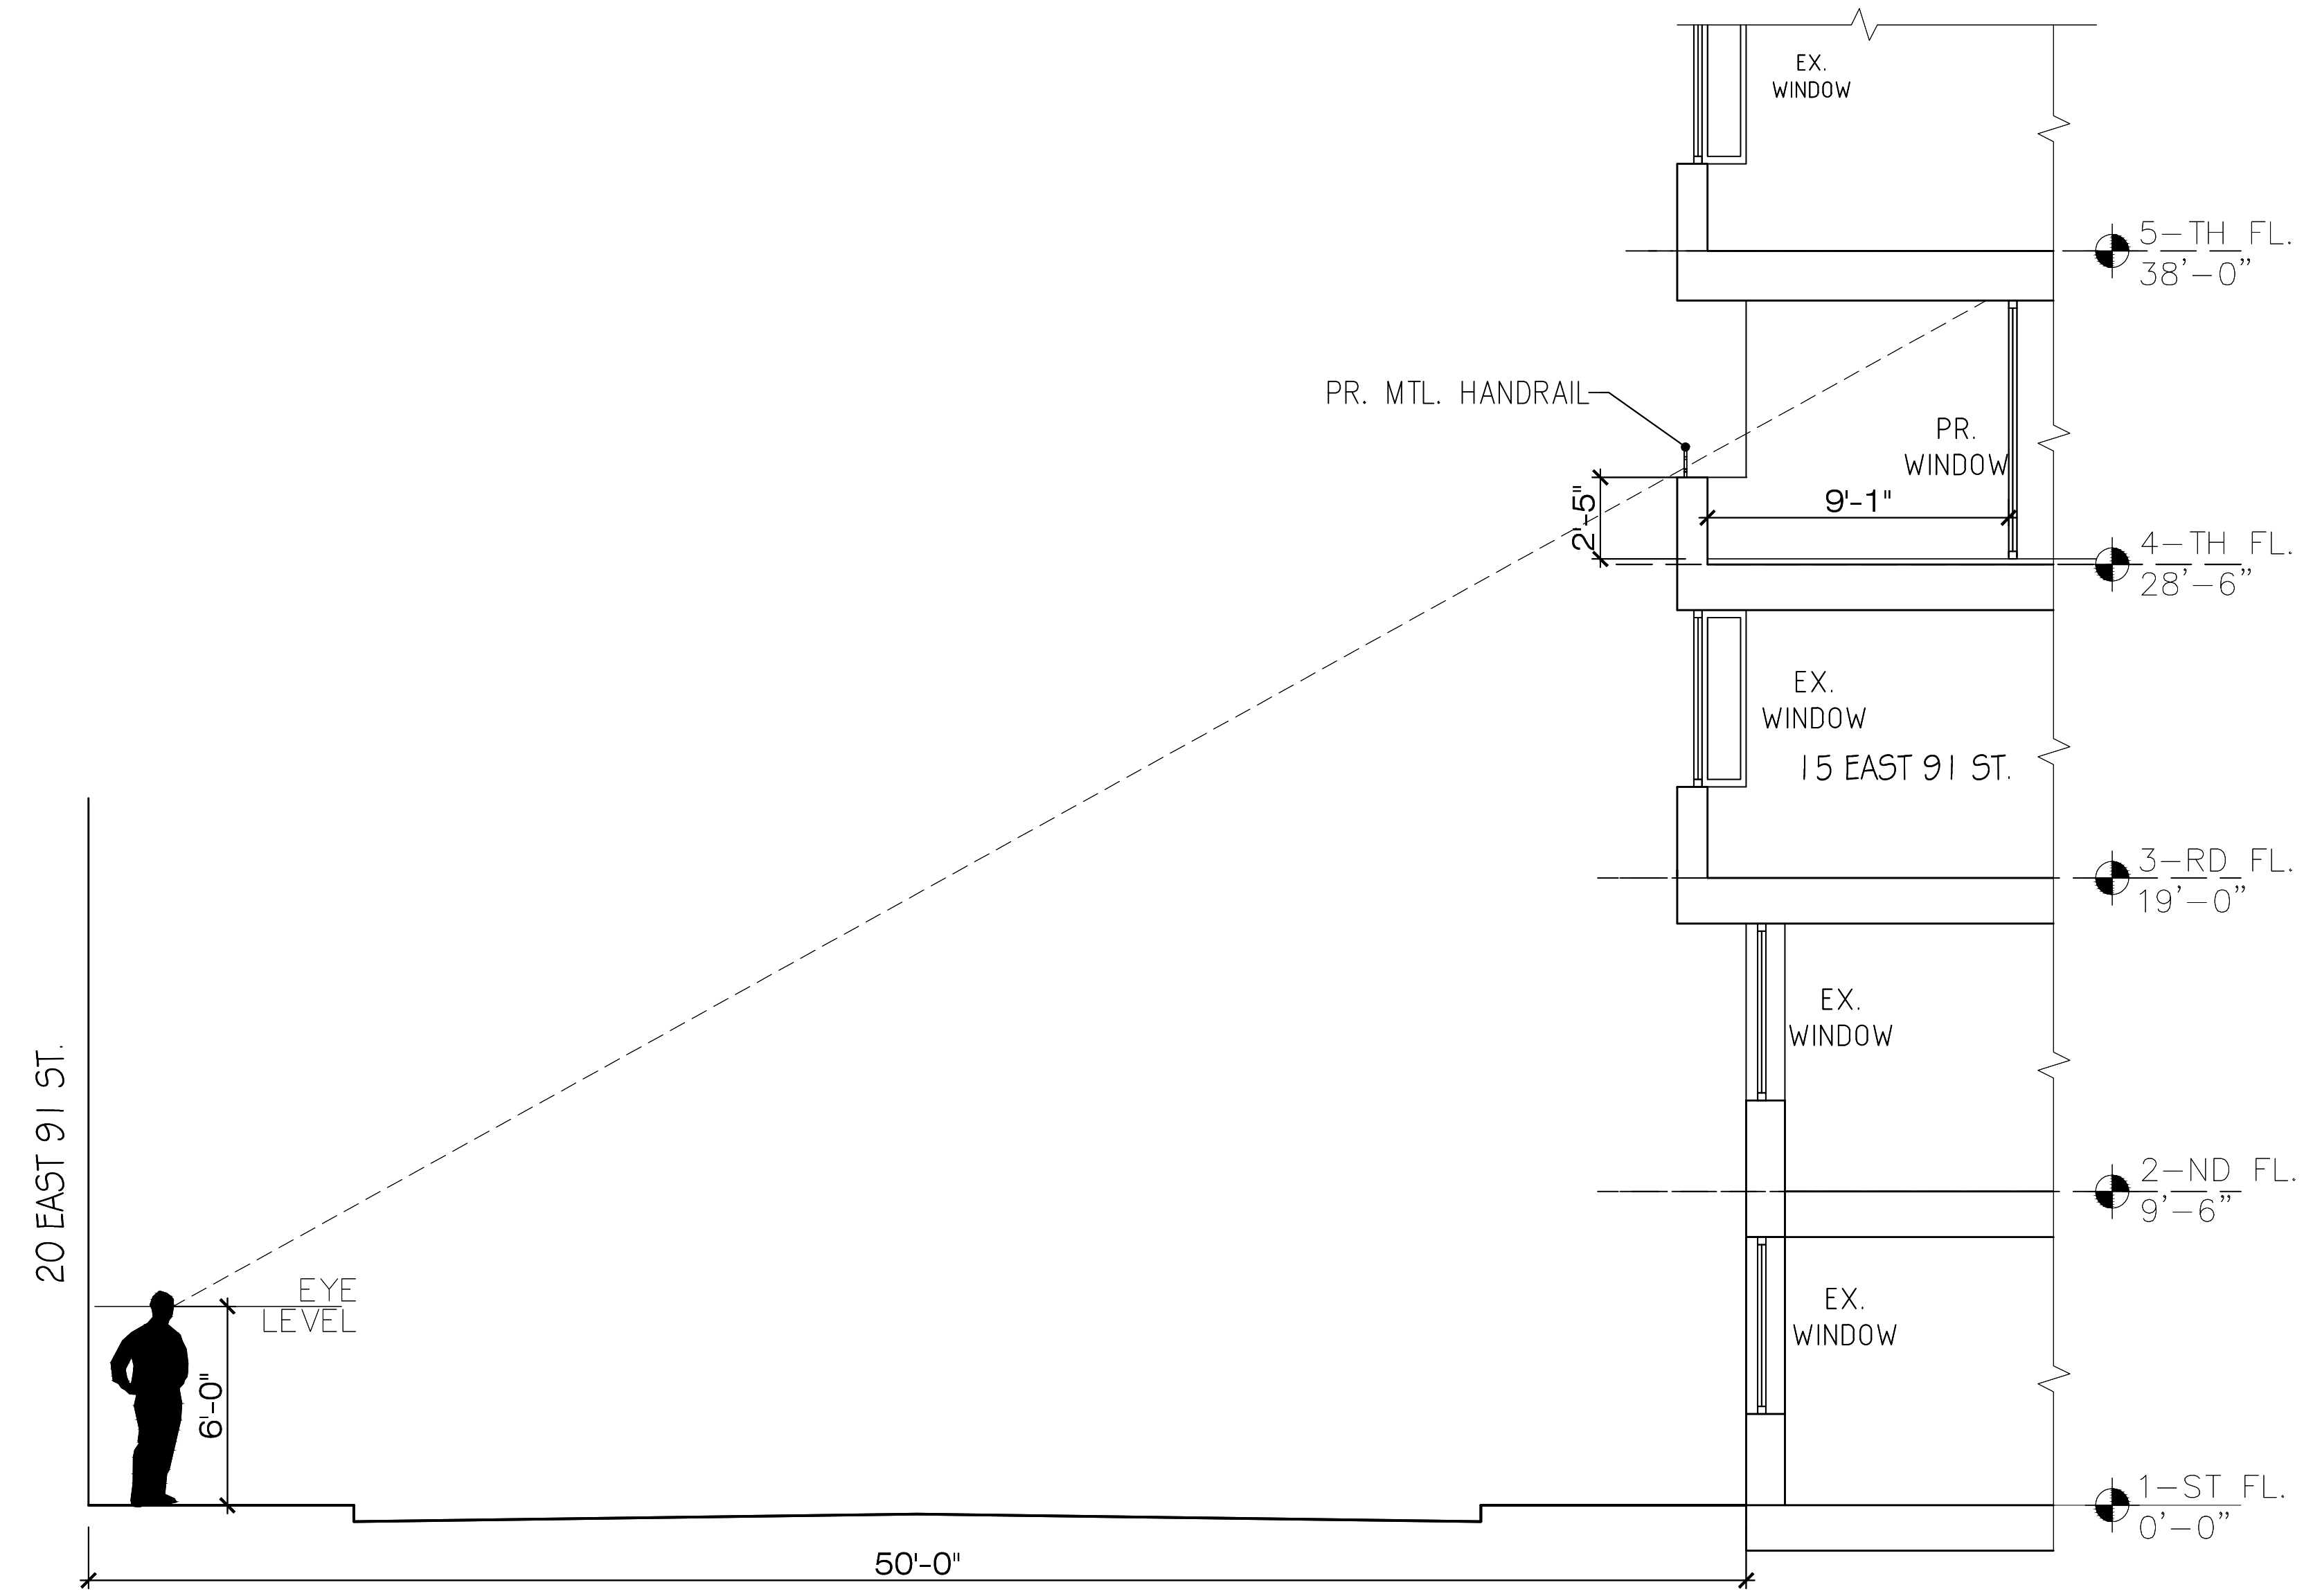 EX.
WINDOW
5-TH FL.
38'-0"
PR. MTL. HANDRAIL
PR.
WINDOW
2'-5"
9'-1"
4-TH FL.
28'-6"
EX.
WINDOW
15 EAST 91 ST.
3-RD FL.
19'-0"
EX.
WINDOW
20 EAST 91 ST.
2-ND FL.
9'-6"
EYE
LEVEL
6'-0"
EX.
WINDOW
1-ST FL.
0'-0"
50'-0"